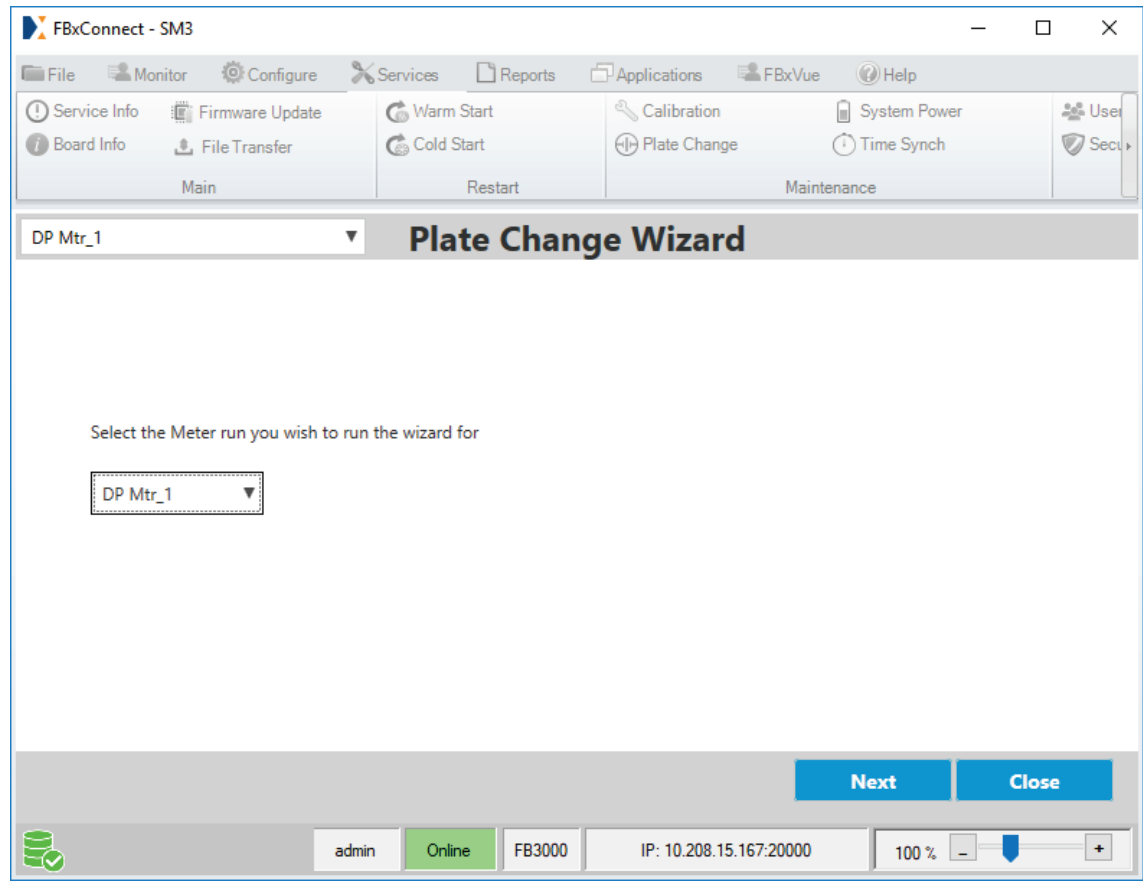 FBxConnect - SM3
File Monitor Configure Services Reports Applications FBxVue Help
Service Info Firmware Update Warm Start Calibration System Power User
Board Info File Transfer Cold Start Plate Change Time Synch Secu
Main Restart Maintenance
DP Mtr_1 Plate Change Wizard
Select the Meter run you wish to run the wizard for
DP Mtr_1
Next Close
admin Online FB3000 IP: 10.208.15.167:20000 100 % - +